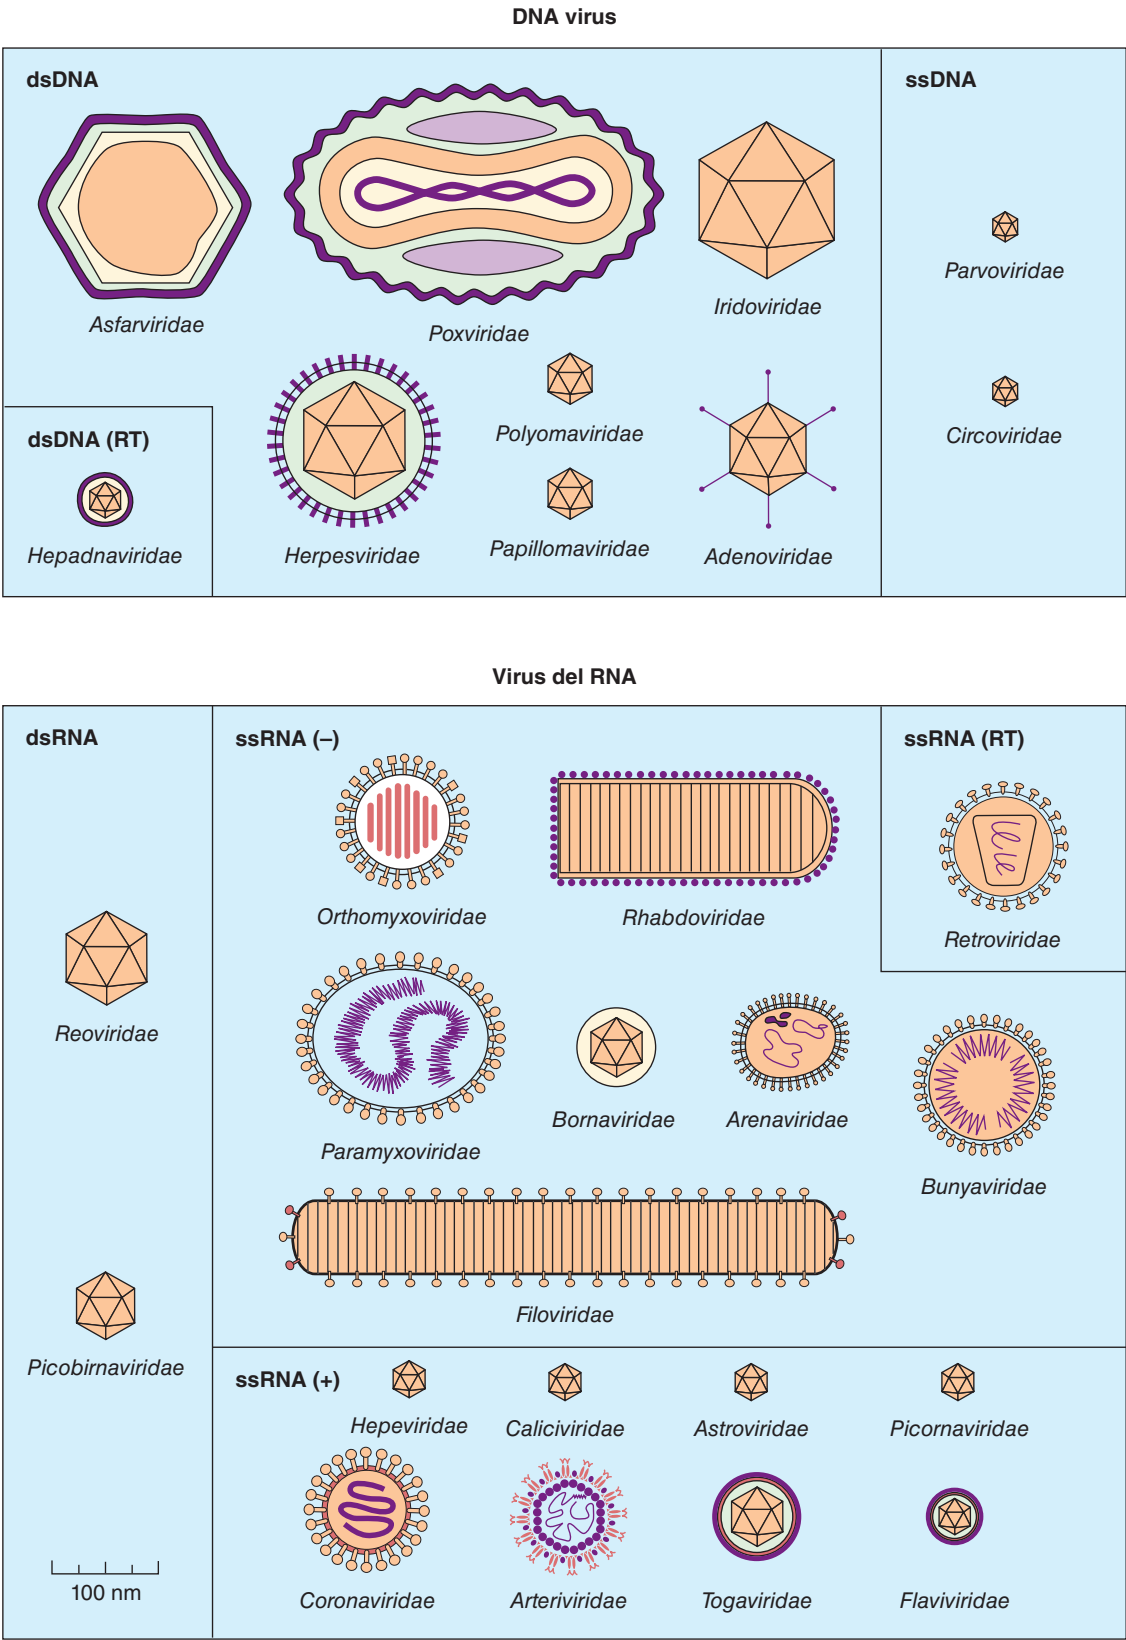 DNA virus
dsDNA
ssDNA
Asfarviridae
Poxviridae
Iridoviridae
Parvoviridae
dsDNA (RT)
Hepadnaviridae
Herpesviridae
Polyomaviridae
Papillomaviridae
Adenoviridae
Circoviridae
Virus del RNA
dsRNA
Reoviridae
Picobirnaviridae
100 nm
ssRNA (–)
Orthomyxoviridae
Rhabdoviridae
Paramyxoviridae
Bornaviridae
Arenaviridae
Bunyaviridae
Filoviridae
ssRNA (RT)
Retroviridae
ssRNA (+)
Hepeviridae
Caliciviridae
Astroviridae
Picornaviridae
Coronaviridae
Arteriviridae
Togaviridae
Flaviviridae